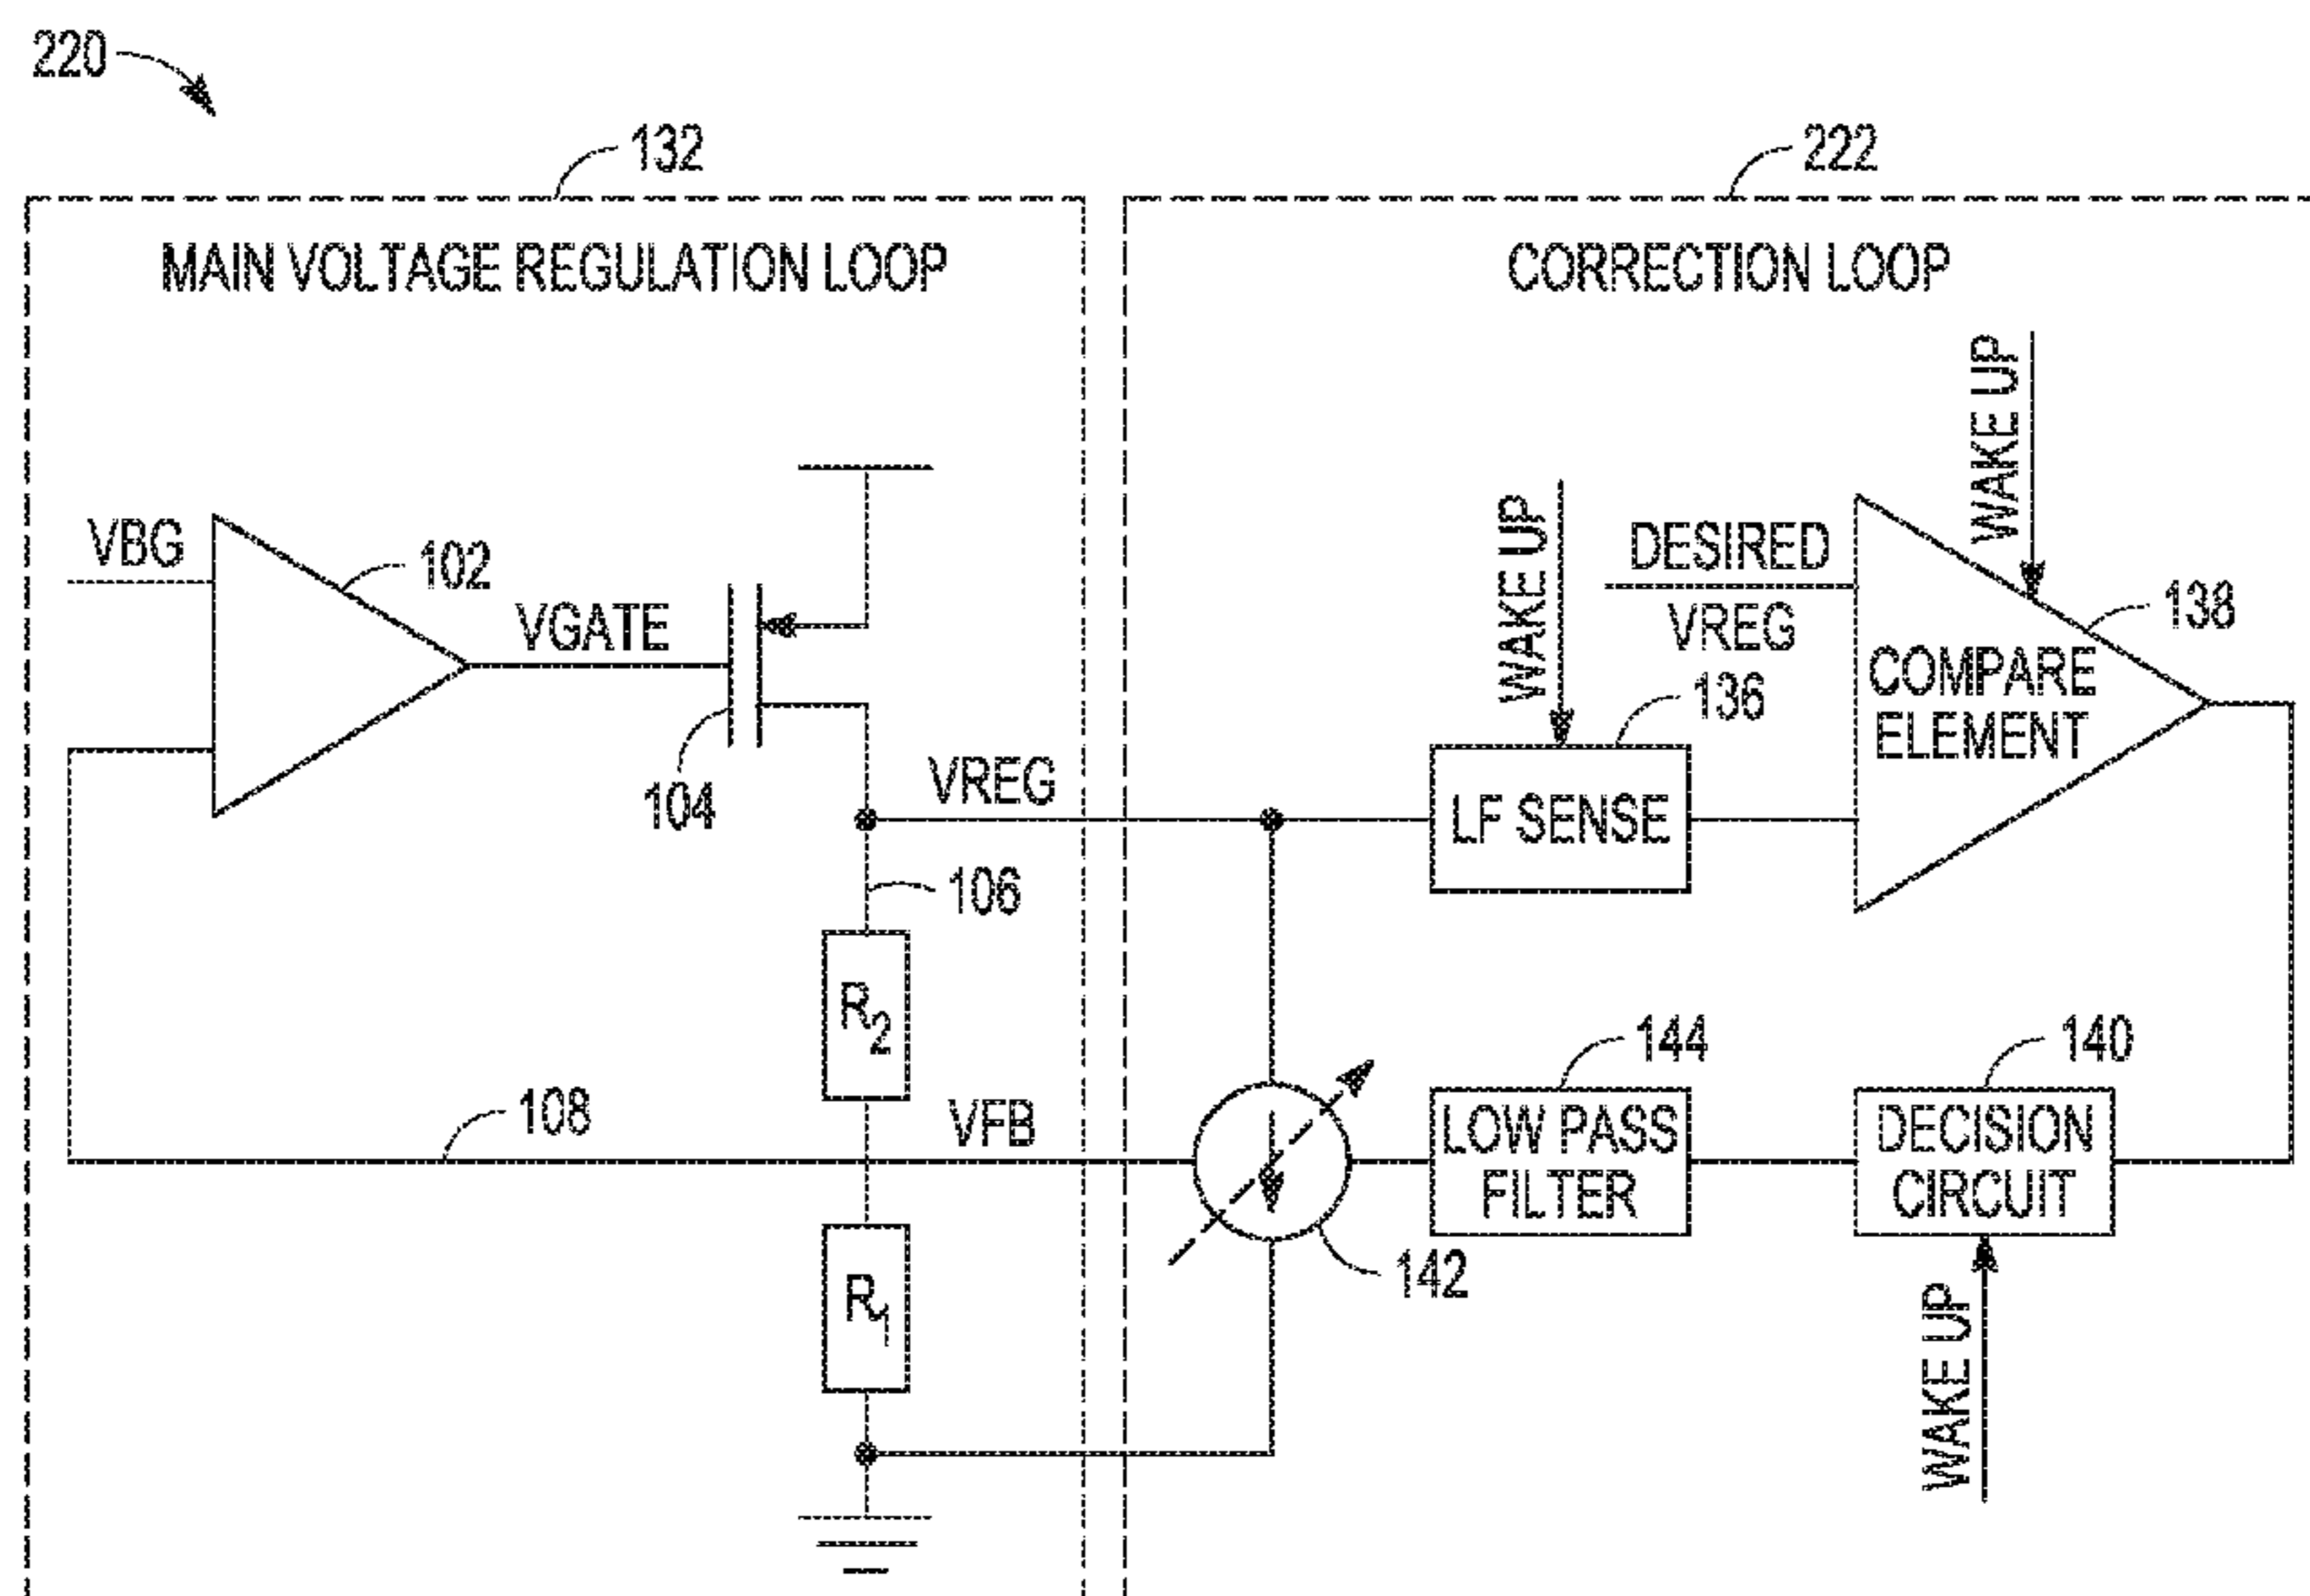 220
132
222
MAIN VOLTAGE REGULATION LOOP
CORRECTION LOOP
VBG
102
VGATE
104
VREG
106
R2
108
VFB
R1
WAKE UP
DESIRED
VREG
136
LF SENSE
WAKE UP
138
COMPARE
ELEMENT
142
144
LOW PASS
FILTER
140
DECISION
CIRCUIT
WAKE UP